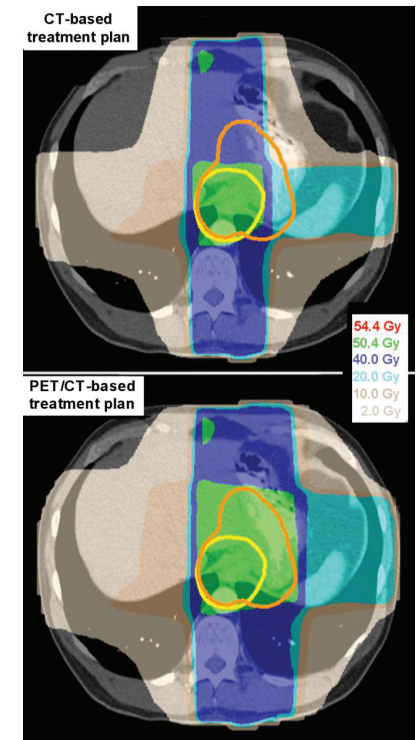 CT-based
treatment plan
54.4 Gy
50.4 Gy
40.0 Gy
20.0 Gy
10.0 Gy
2.0 Gy
PET/CT-based
treatment plan